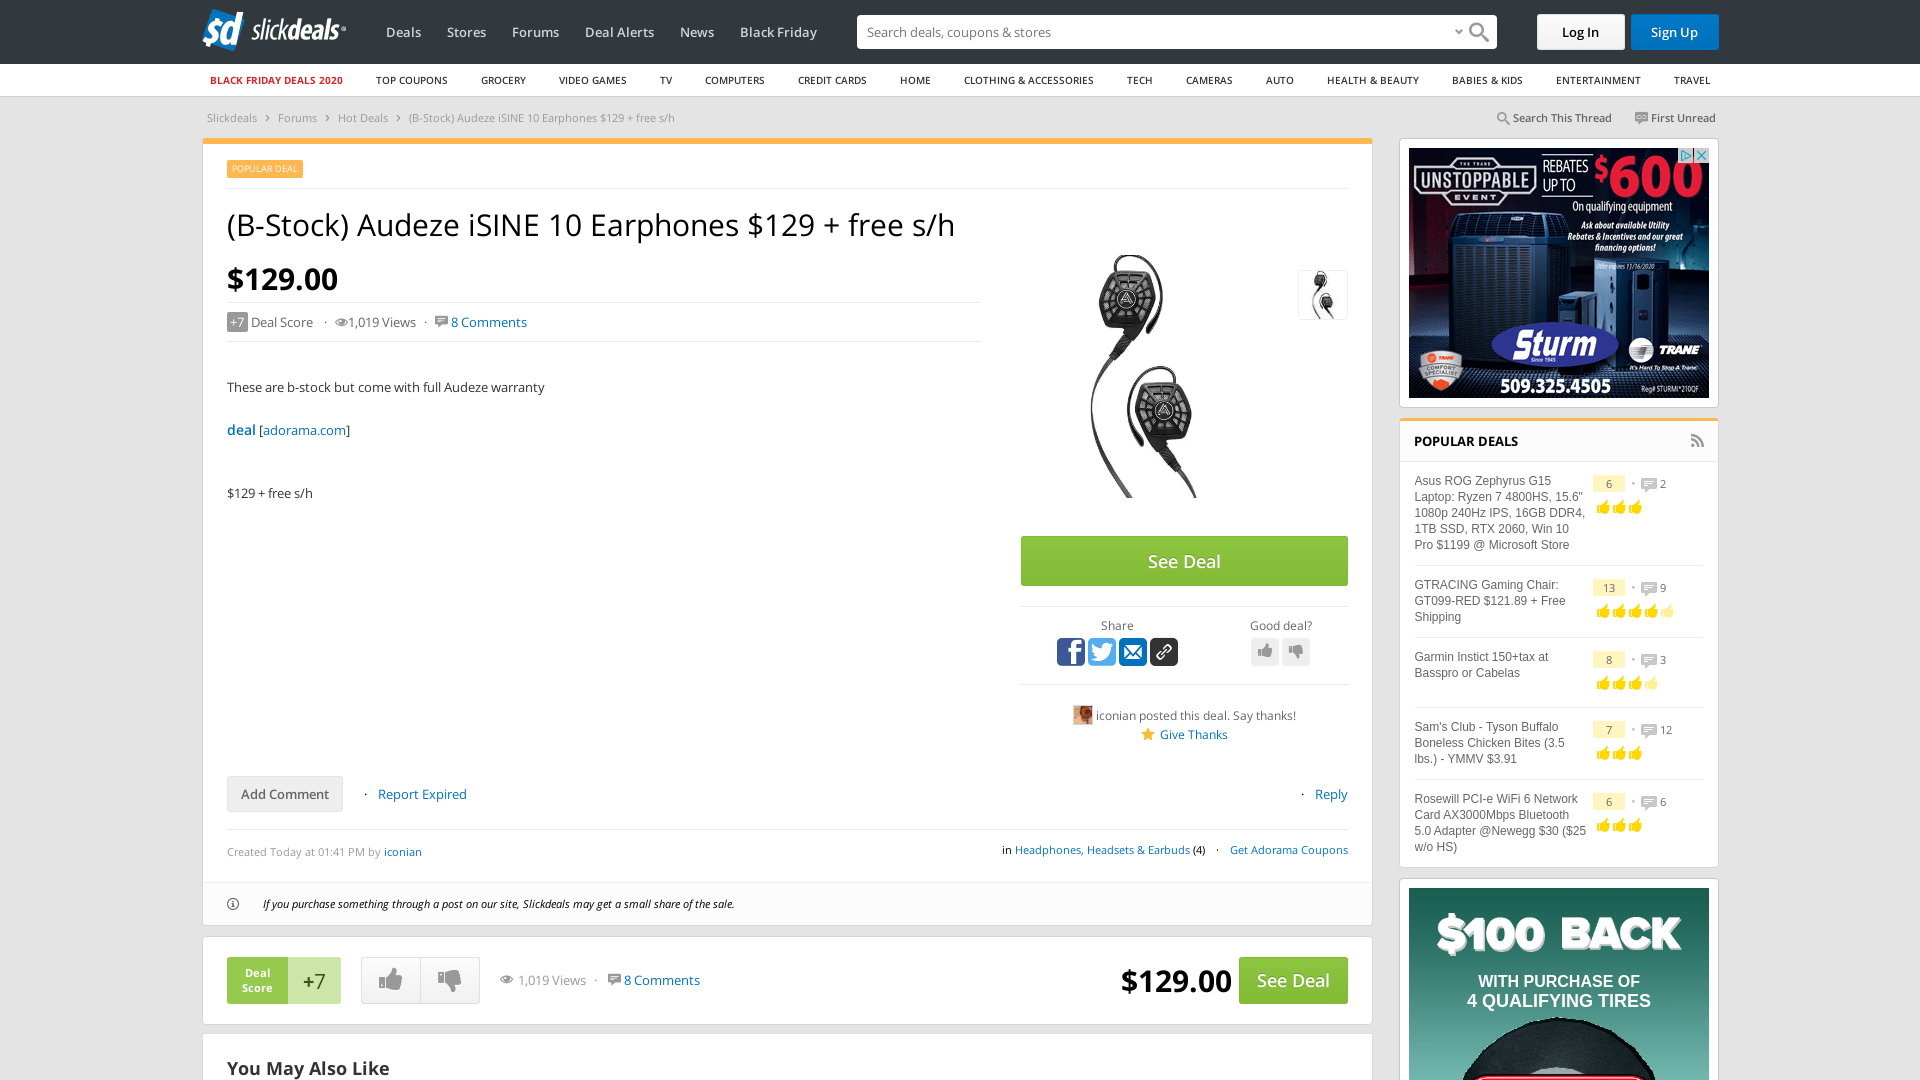 slickdeals
Deals
Stores
Forums
Deal Alerts
News
Black Friday
Search deals, coupons & stores
Log In
Sign Up
BLACK FRIDAY DEALS 2020
TOP COUPONS
GROCERY
VIDEO GAMES
TV
COMPUTERS
CREDIT CARDS
HOME
CLOTHING & ACCESSORIES
TECH
CAMERAS
AUTO
HEALTH & BEAUTY
BABIES & KIDS
ENTERTAINMENT
TRAVEL
Slickdeals › Forums › Hot Deals › (B-Stock) Audeze iSINE 10 Earphones $129 + free s/h
Search This Thread
First Unread
POPULAR DEAL
(B-Stock) Audeze iSINE 10 Earphones $129 + free s/h
$129.00
+7 Deal Score · 1,019 Views · 8 Comments
These are b-stock but come with full Audeze warranty
deal [adorama.com]
$129 + free s/h
See Deal
Share
Good deal?
iconian posted this deal. Say thanks!
Give Thanks
Add Comment
· Report Expired
· Reply
Created Today at 01:41 PM by iconian
in Headphones, Headsets & Earbuds (4) · Get Adorama Coupons
If you purchase something through a post on our site, Slickdeals may get a small share of the sale.
Deal
Score
+7
1,019 Views · 8 Comments
$129.00
See Deal
You May Also Like
THE TRANE
UNSTOPPABLE
EVENT
REBATES
UP TO
$600
On qualifying equipment
Ask about available Utility
Rebates & Incentives and our great
financing options!
Offer expires 11/16/2020
Sturm
Since 1945
TRANE
It's Hard To Stop A Trane.
TRANE
COMFORT
SPECIALIST
509.325.4505
Reg# STURMI*210QF
POPULAR DEALS
Asus ROG Zephyrus G15
Laptop: Ryzen 7 4800HS, 15.6"
1080p 240Hz IPS, 16GB DDR4,
1TB SSD, RTX 2060, Win 10
Pro $1199 @ Microsoft Store
6 • 2
GTRACING Gaming Chair:
GT099-RED $121.89 + Free
Shipping
13 • 9
Garmin Instict 150+tax at
Basspro or Cabelas
8 • 3
Sam's Club - Tyson Buffalo
Boneless Chicken Bites (3.5
lbs.) - YMMV $3.91
7 • 12
Rosewill PCI-e WiFi 6 Network
Card AX3000Mbps Bluetooth
5.0 Adapter @Newegg $30 ($25
w/o HS)
6 • 6
$100 BACK
WITH PURCHASE OF
4 QUALIFYING TIRES